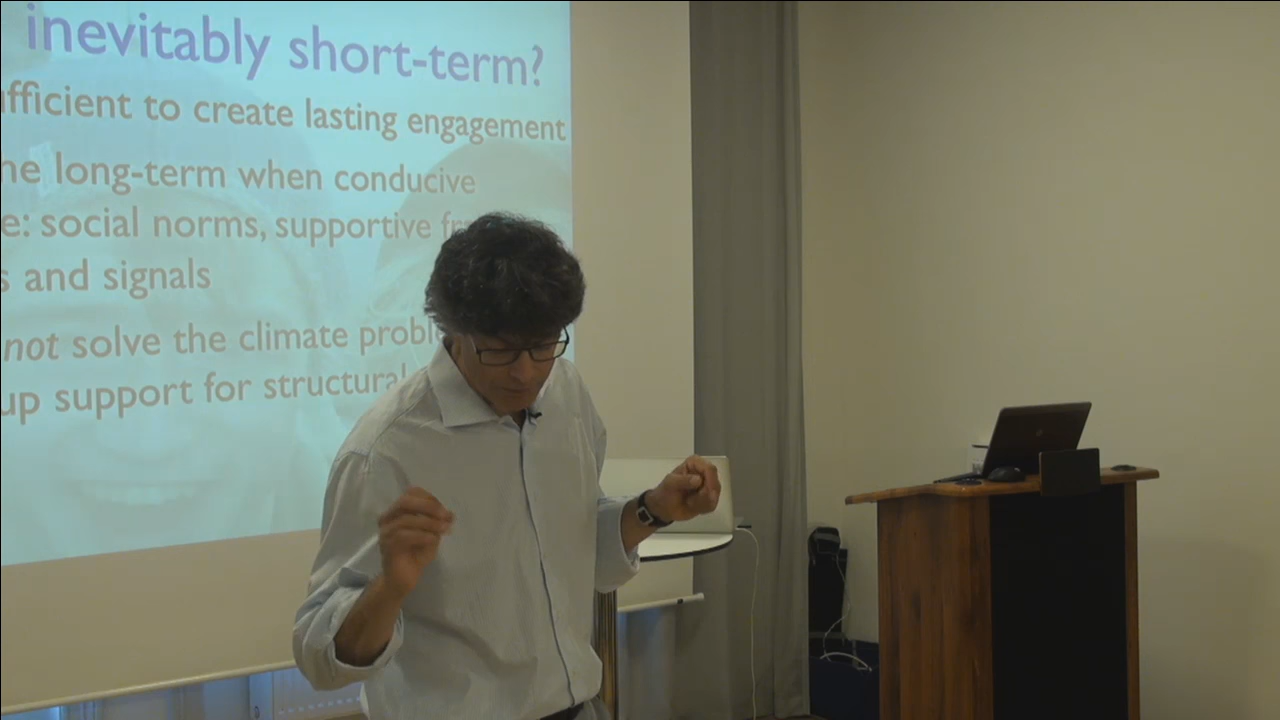 inevitably short-term?
fficient to create lasting engagement
he long-term when conducive
e: social norms, supportive
s and signals
not solve the climate
up support for structural